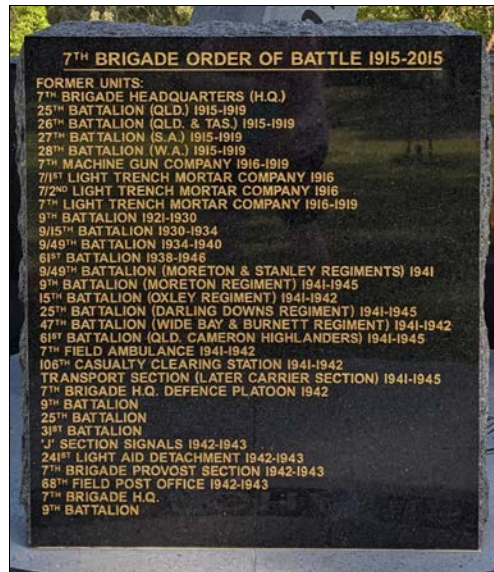 7TH BRIGADE ORDER OF BATTLE 1915-2015
FORMER UNITS:
7TH BRIGADE HEADQUARTERS (H.Q.)
25TH BATTALION (QLD.) 1915-1919
26TH BATTALION (QLD. & TAS.) 1915-1919
27TH BATTALION (S.A.) 1915-1919
28TH BATTALION (W.A.) 1915-1919
7TH MACHINE GUN COMPANY 1916-1919
7/1ST LIGHT TRENCH MORTAR COMPANY 1916
7/2ND LIGHT TRENCH MORTAR COMPANY 1916
7TH LIGHT TRENCH MORTAR COMPANY 1916-1919
9TH BATTALION 1921-1930
9/15TH BATTALION 1930-1934
9/49TH BATTALION 1934-1940
61ST BATTALION 1938-1946
9/49TH BATTALION (MORETON & STANLEY REGIMENTS) 1941
9TH BATTALION (MORETON REGIMENT) 1941-1945
15TH BATTALION (OXLEY REGIMENT) 1941-1942
25TH BATTALION (DARLING DOWNS REGIMENT) 1941-1945
47TH BATTALION (WIDE BAY & BURNETT REGIMENT) 1941-1942
61ST BATTALION (QLD. CAMERON HIGHLANDERS) 1941-1945
7TH FIELD AMBULANCE 1941-1942
106TH CASUALTY CLEARING STATION 1941-1942
TRANSPORT SECTION (LATER CARRIER SECTION) 1941-1945
7TH BRIGADE H.Q. DEFENCE PLATOON 1942
9TH BATTALION
25TH BATTALION
31ST BATTALION
'J' SECTION SIGNALS 1942-1943
241ST LIGHT AID DETACHMENT 1942-1943
7TH BRIGADE PROVOST SECTION 1942-1943
68TH FIELD POST OFFICE 1942-1943
7TH BRIGADE H.Q.
9TH BATTALION